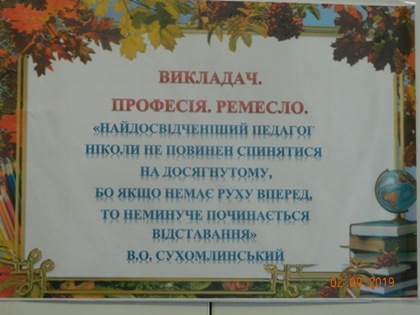 ВИКЛАДАЧ.
ПРОФЕСІЯ. РЕМЕСЛО.
«НАЙДОСВІДЧЕНІШИЙ ПЕДАГОГ
НІКОЛИ НЕ ПОВИНЕН СПИНЯТИСЯ
НА ДОСЯГНУТОМУ,
БО ЯКЩО НЕМАЄ РУХУ ВПЕРЕД,
ТО НЕМИНУЧЕ ПОЧИНАЄТЬСЯ
ВІДСТАВАННЯ»
В.О. СУХОМЛИНСЬКИЙ
02 09 2019